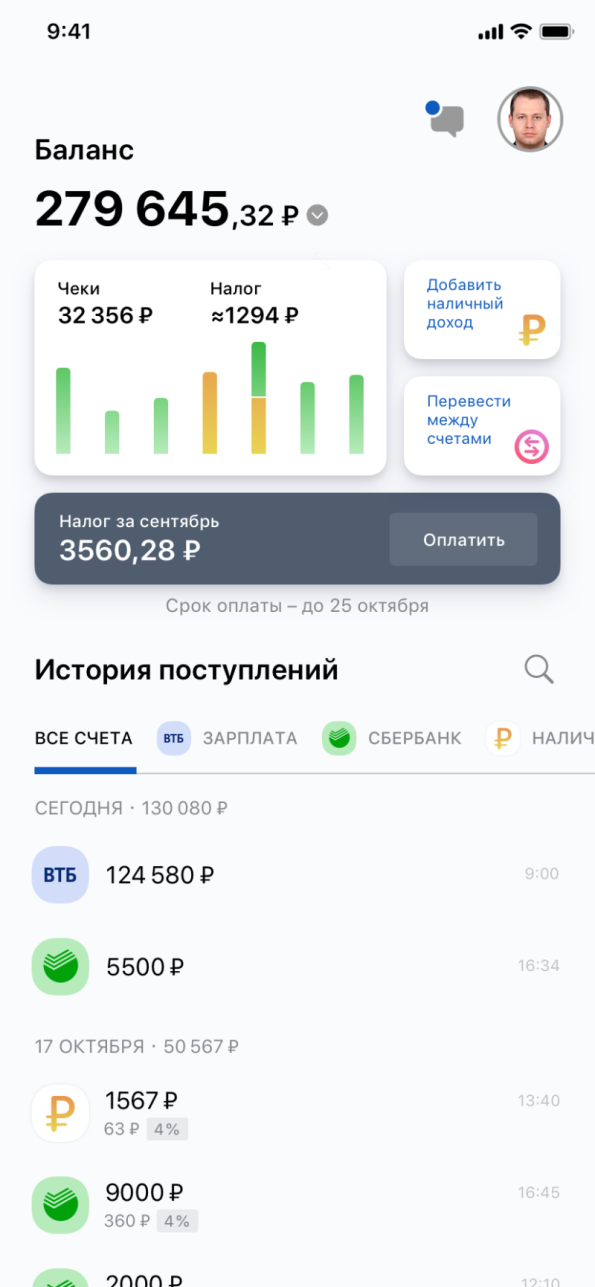 9:41
Баланс
279 645,32 ₽
Чеки
32 356 ₽
Налог
≈1294 ₽
Добавить
наличный
доход
₽
Перевести
между
счетами
Налог за сентябрь
3560,28 ₽
Оплатить
Срок оплаты – до 25 октября
История поступлений
ВСЕ СЧЕТА ВТБ ЗАРПЛАТА СБЕРБАНК ₽ НАЛИЧ
СЕГОДНЯ · 130 080 ₽
ВТБ 124 580 ₽ 9:00
5500 ₽ 16:34
17 ОКТЯБРЯ · 50 567 ₽
₽ 1567 ₽ 13:40
63 ₽ 4%
9000 ₽ 16:45
360 ₽ 4%
2000 ₽ 12:10